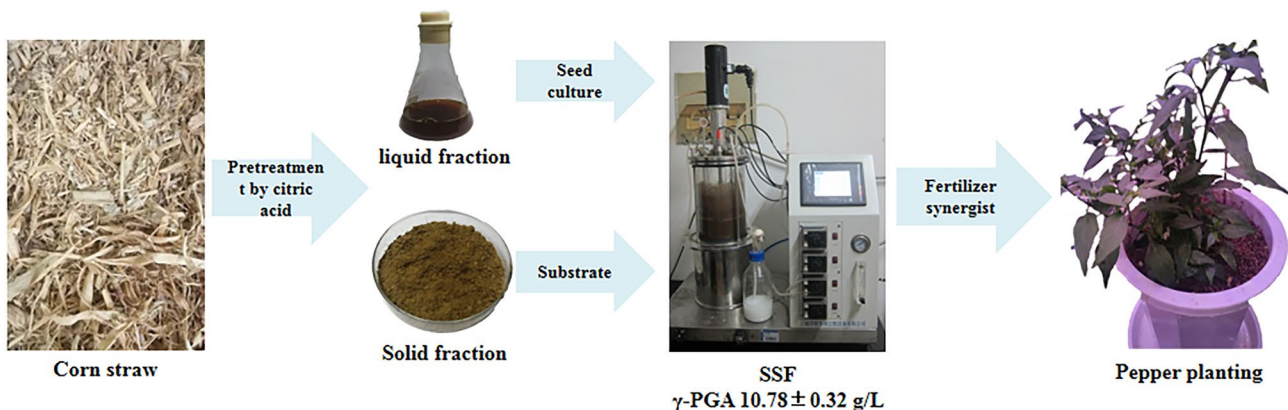 Corn straw
Pretreatmen
t by citric
acid
liquid fraction
Solid fraction
Seed
culture
Substrate
SSF
γ-PGA 10.78± 0.32 g/L
Fertilizer
synergist
Pepper planting